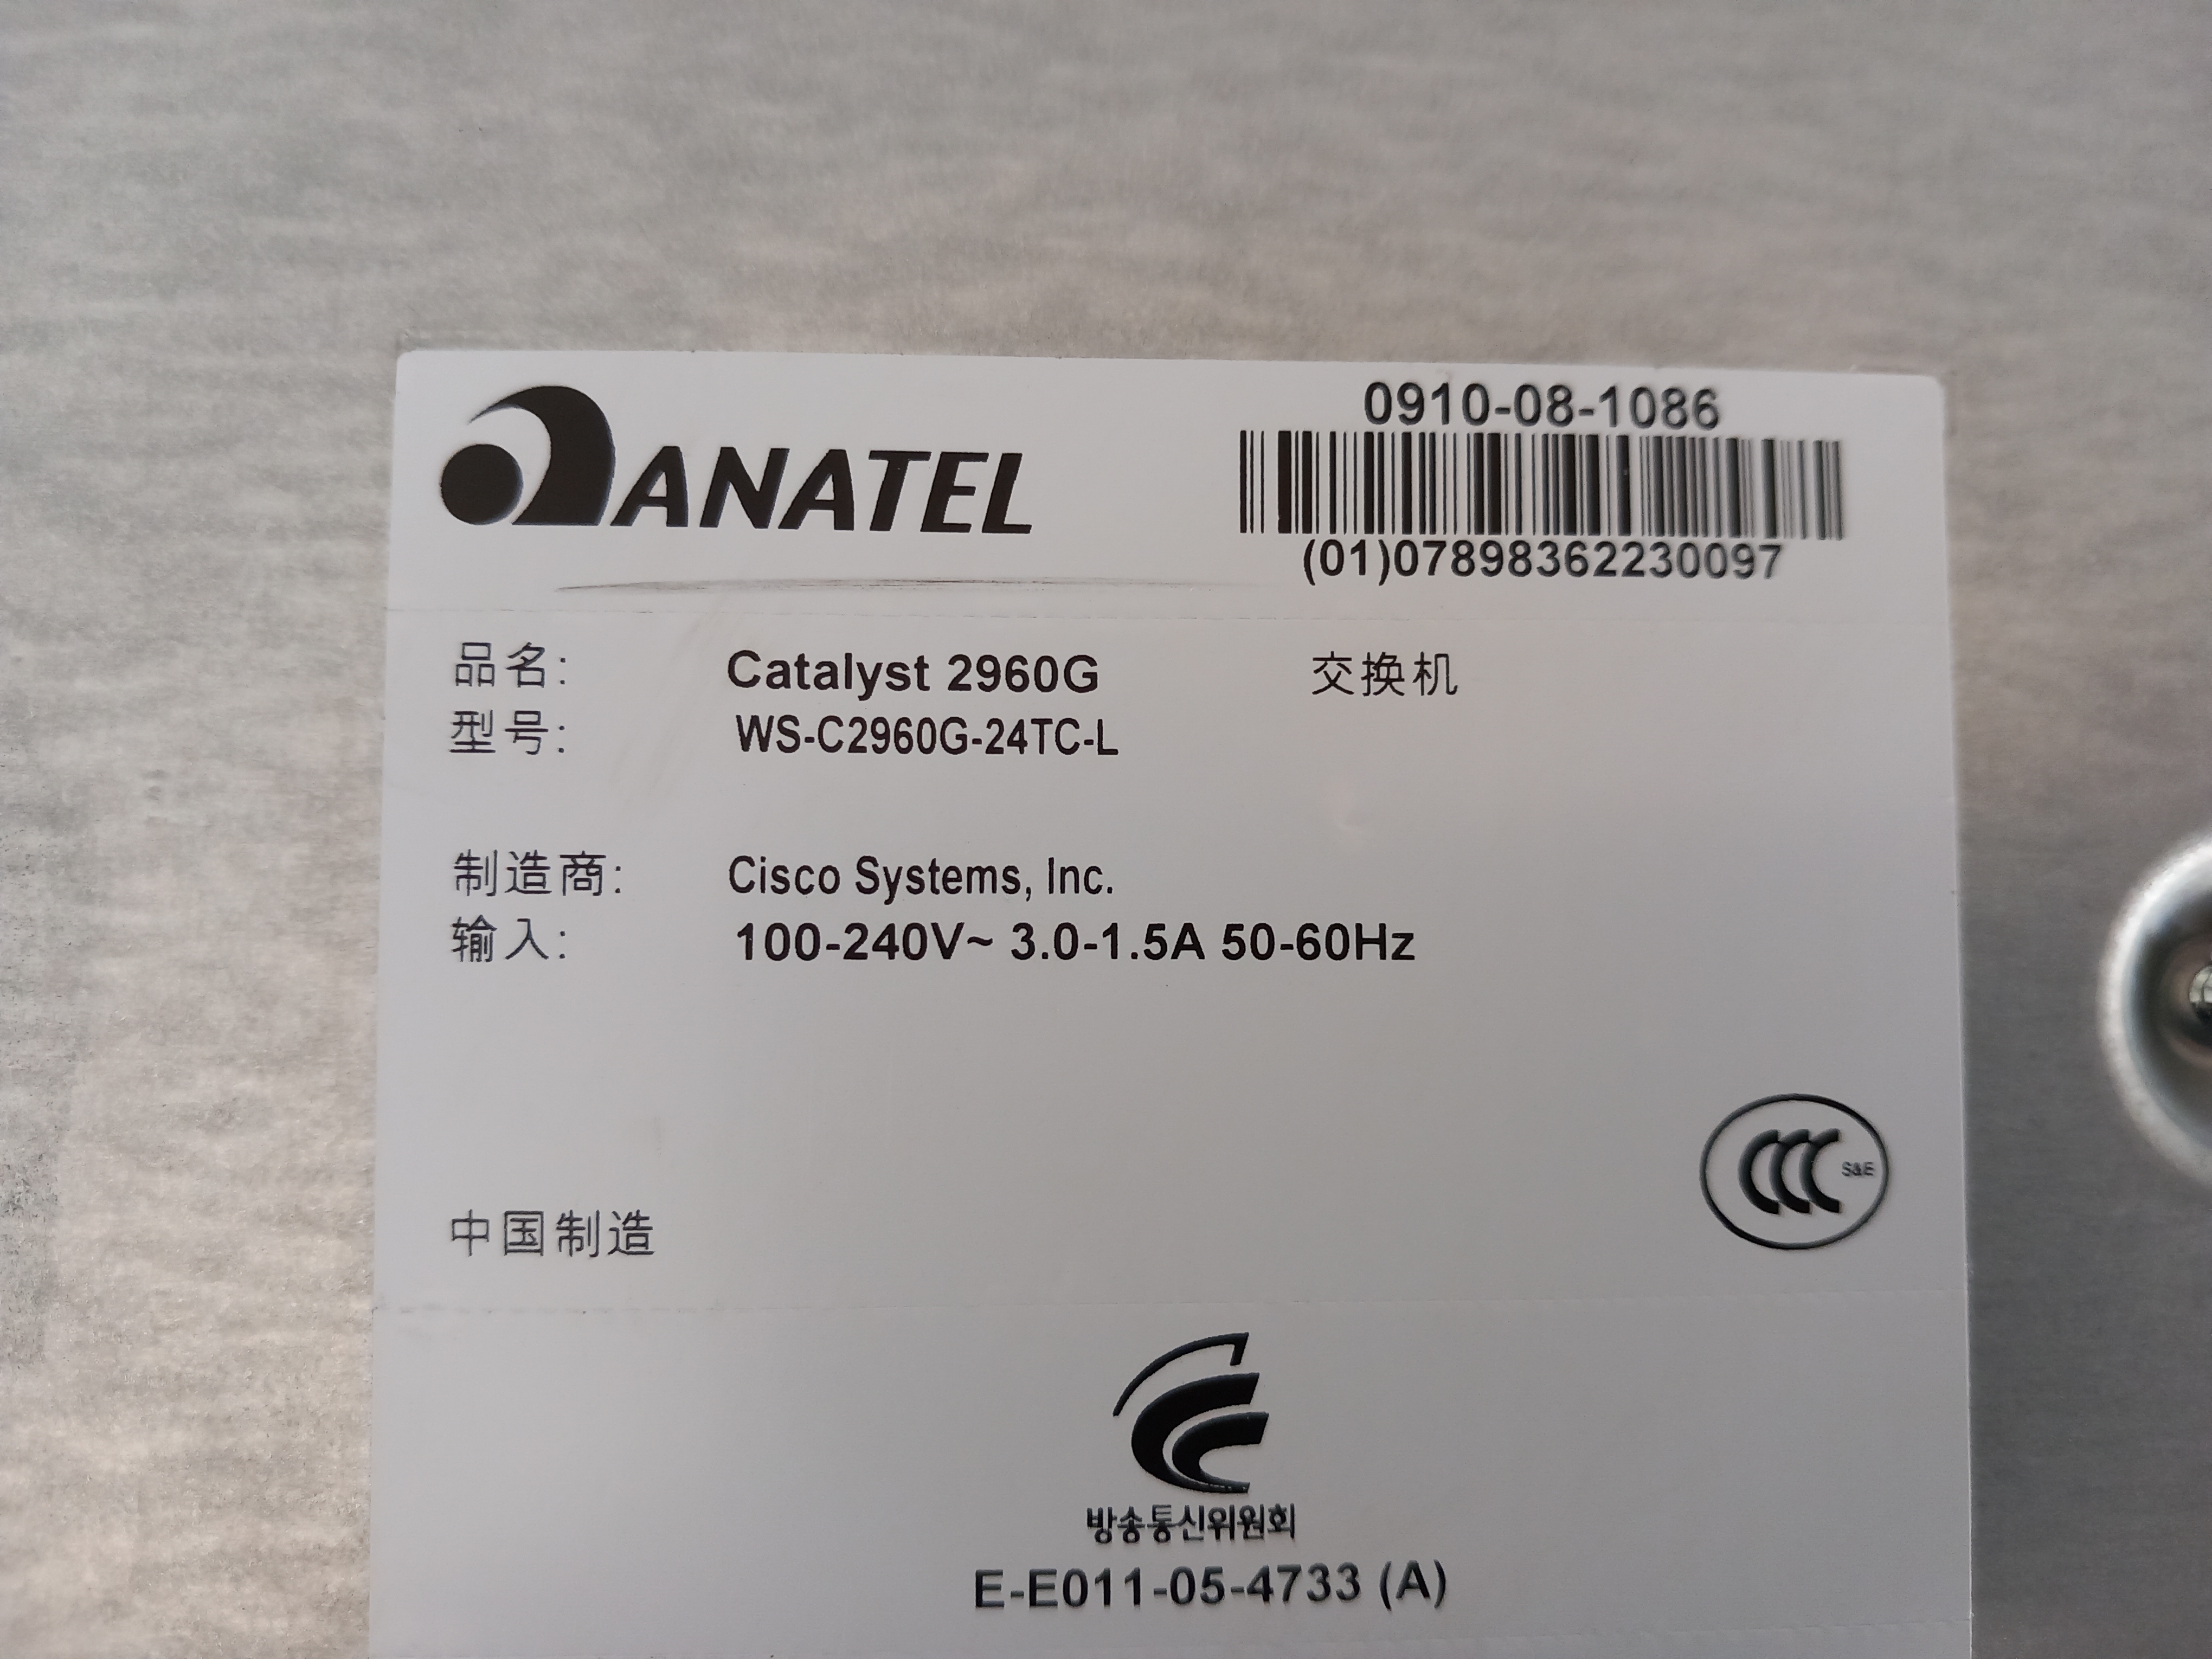 ANATEL
0910-08-1086
(01)07898362230097
品名: Catalyst 2960G 交换机
型号: WS-C2960G-24TC-L
制造商: Cisco Systems, Inc.
输入: 100-240V~ 3.0-1.5A 50-60Hz
CCC S&E
中国制造
방송통신위원회
E-E011-05-4733 (A)